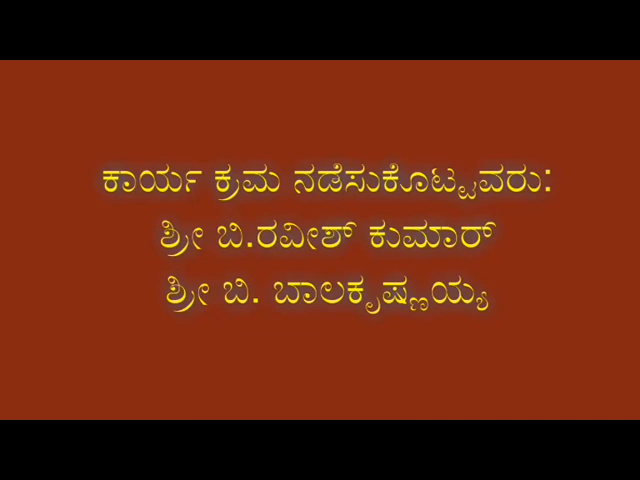 ಕಾರ್ಯ ಕ್ರಮ ನಡೆಸುಕೊಟ್ಟವರು:
ಶ್ರೀ ಬಿ.ರವೀಶ್ ಕುಮಾರ್
ಶ್ರೀ ಬಿ. ಬಾಲಕೃಷ್ಣಯ್ಯ